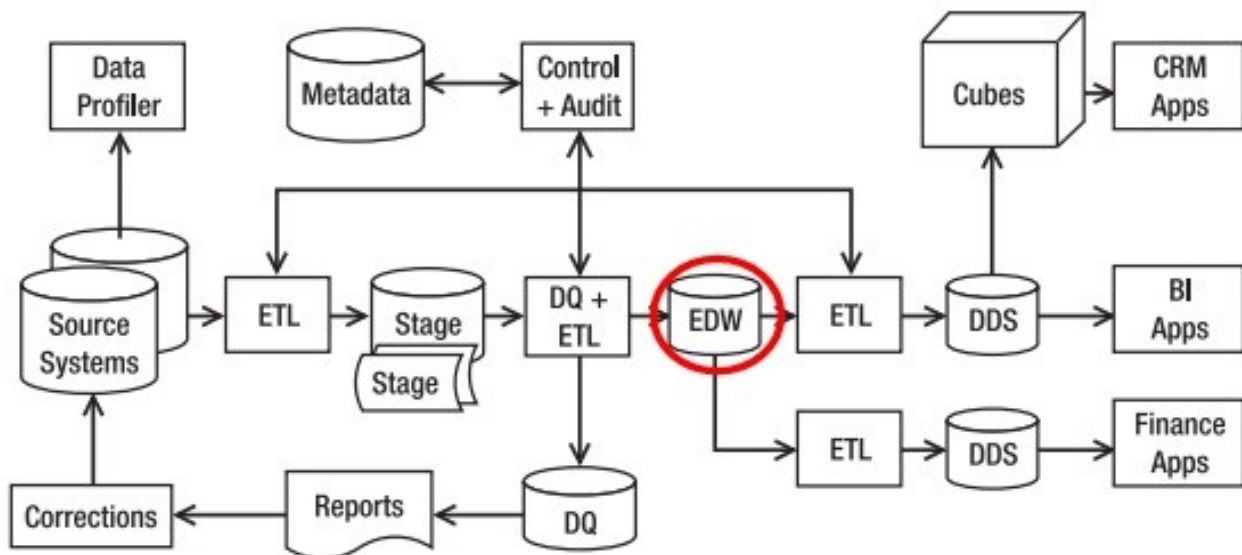 Data
Profiler
Metadata
Control
+ Audit
Cubes
CRM
Apps
Source
Systems
ETL
Stage
Stage
DQ +
ETL
EDW
ETL
DDS
BI
Apps
ETL
DDS
Finance
Apps
Corrections
Reports
DQ